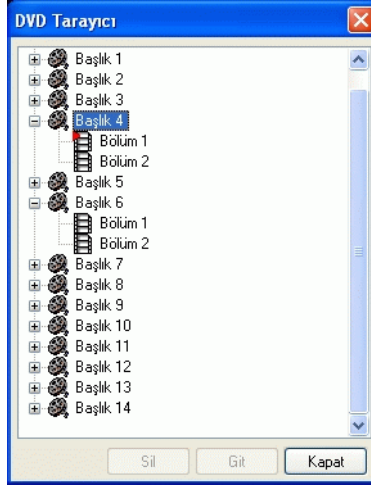 DVD Tarayıcı
Başlık 1
Başlık 2
Başlık 3
Başlık 4
Bölüm 1
Bölüm 2
Başlık 5
Başlık 6
Bölüm 1
Bölüm 2
Başlık 7
Başlık 8
Başlık 9
Başlık 10
Başlık 11
Başlık 12
Başlık 13
Başlık 14
Sil Git Kapat